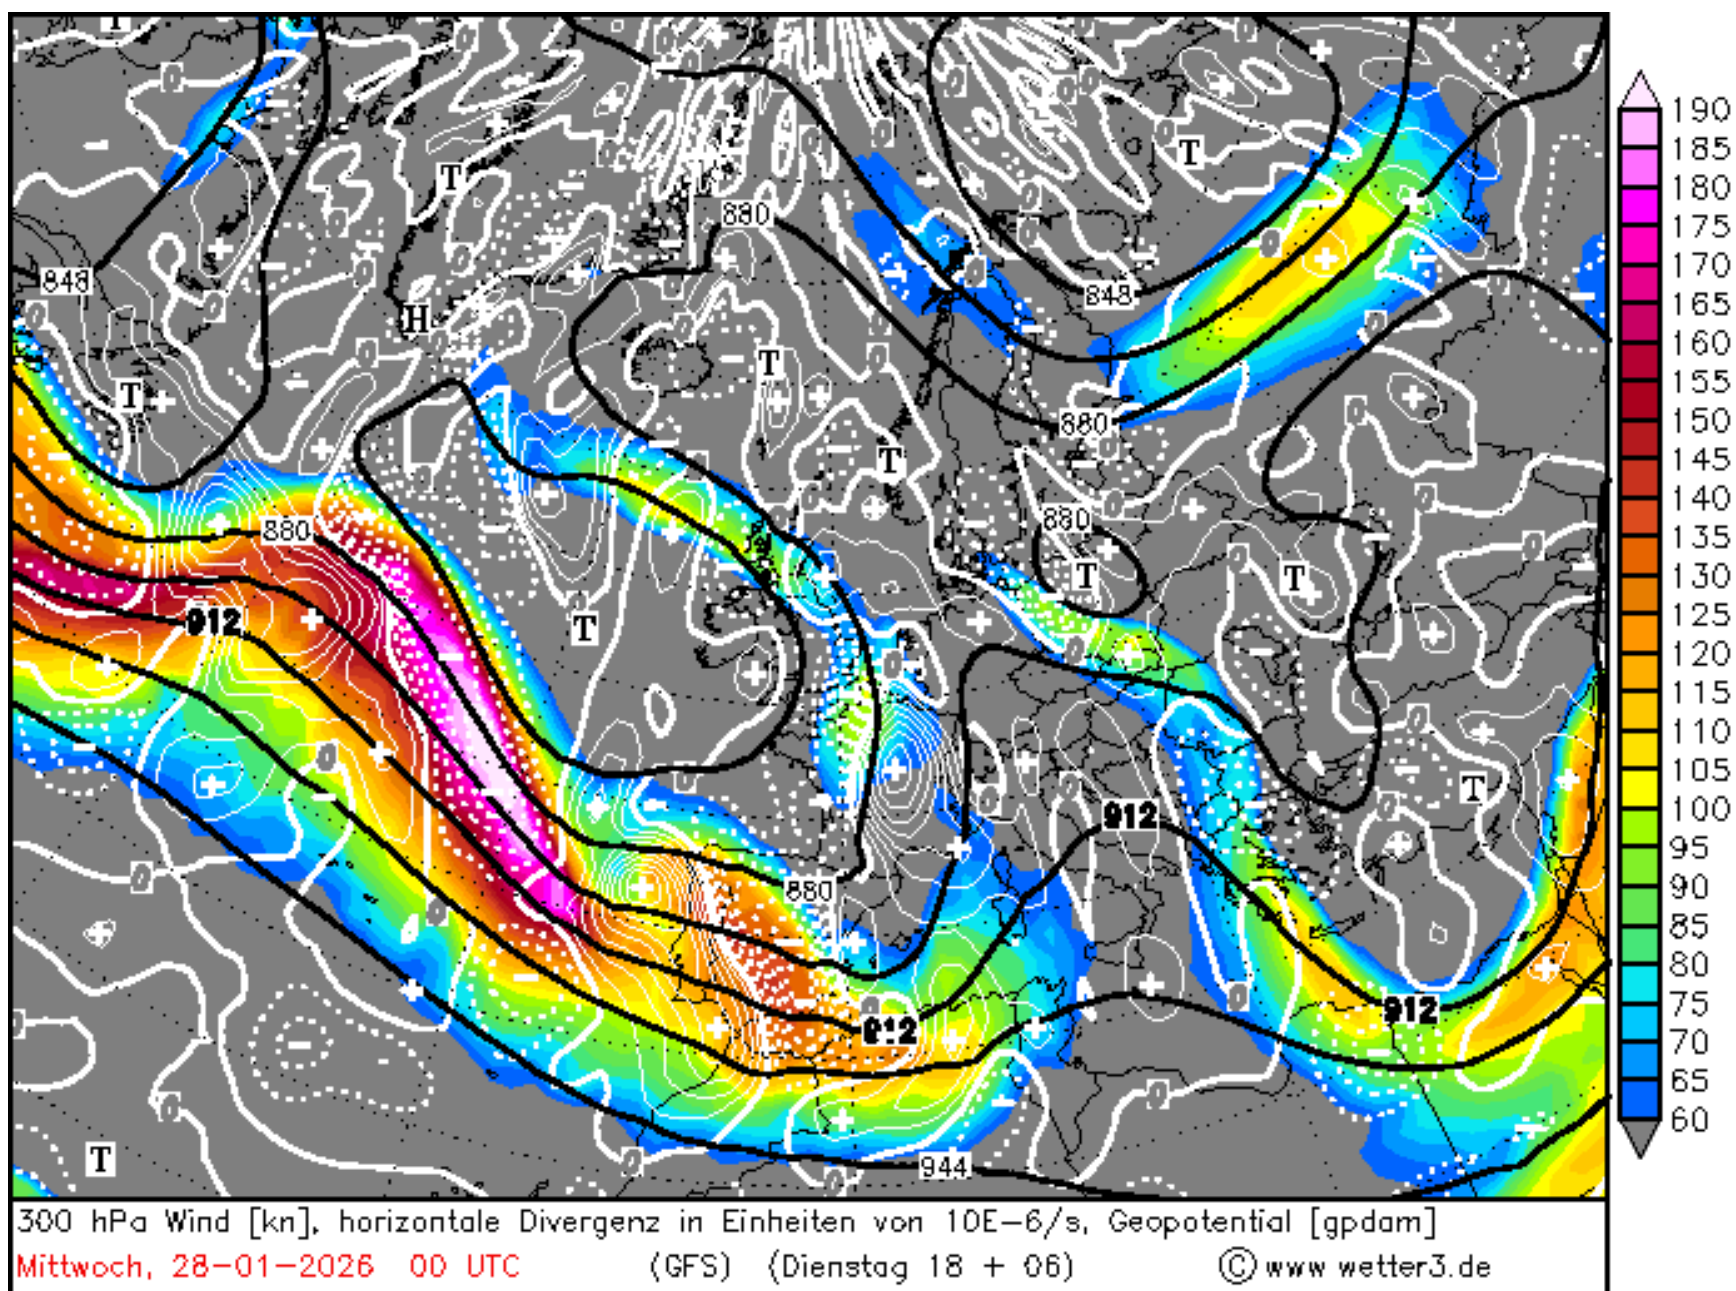 T
190
185
180
175
170
165
160
155
150
145
140
135
130
125
120
115
110
105
100
95
90
85
80
75
70
65
60
T
T
880
848
848
H
T
T
880
T
880
880
T
T
912
T
T
912
880
912
912
944
T
300 hPa Wind [kn], horizontale Divergenz in Einheiten von 10E-6/s, Geopotential [gpdam]
Mittwoch, 28-01-2026 00 UTC (GFS) (Dienstag 18 + 06) © www wetter3.de